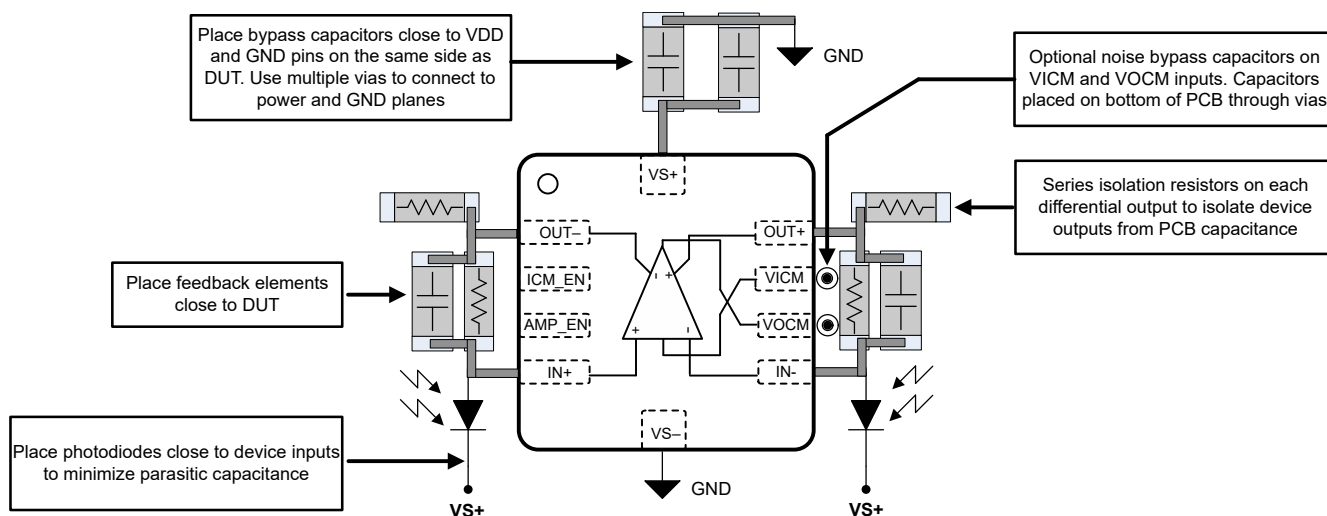 Place bypass capacitors close to VDD
and GND pins on the same side as
DUT. Use multiple vias to connect to
power and GND planes
GND
Optional noise bypass capacitors on
VICM and VOCM inputs. Capacitors
placed on bottom of PCB through vias
VS+
Series isolation resistors on each
differential output to isolate device
outputs from PCB capacitance
OUT–
OUT+
Place feedback elements
close to DUT
ICM_EN
VICM
AMP_EN
VOCM
IN+
IN-
- +
+ -
Place photodiodes close to device inputs
to minimize parasitic capacitance
VS–
GND
VS+
VS+